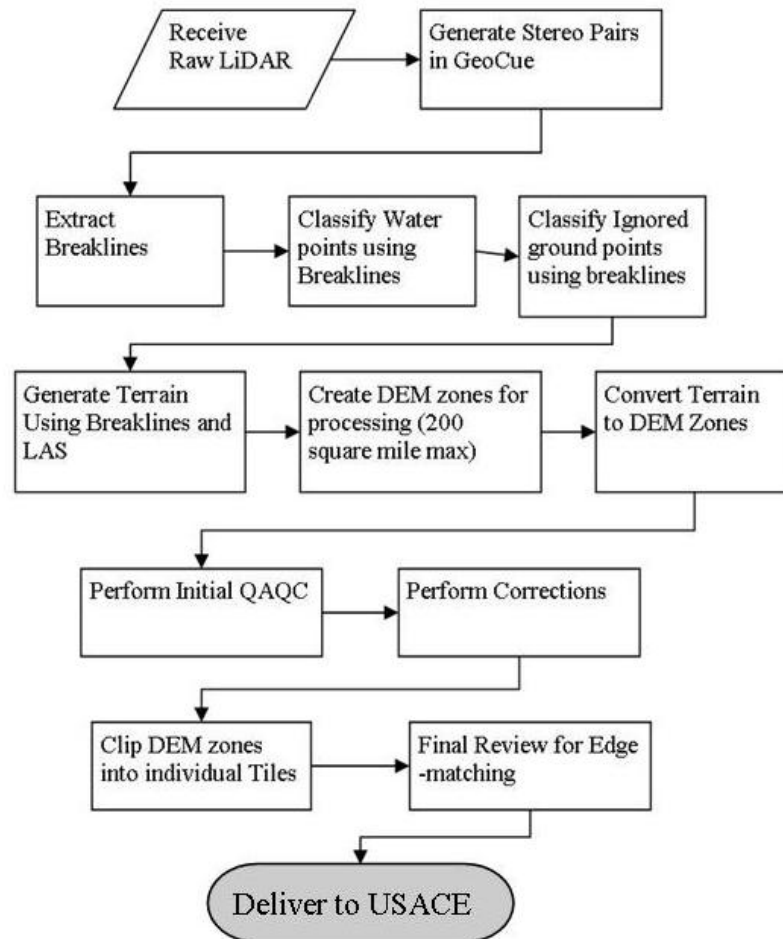 Receive
Raw LiDAR
Generate Stereo Pairs
in GeoCue
Extract
Breaklines
Classify Water
points using
Breaklines
Classify Ignored
ground points
using breaklines
Generate Terrain
Using Breaklines and
LAS
Create DEM zones for
processing (200
square mile max)
Convert Terrain
to DEM Zones
Perform Initial QAQC
Perform Corrections
Clip DEM zones
into individual Tiles
Final Review for Edge
-matching
Deliver to USACE